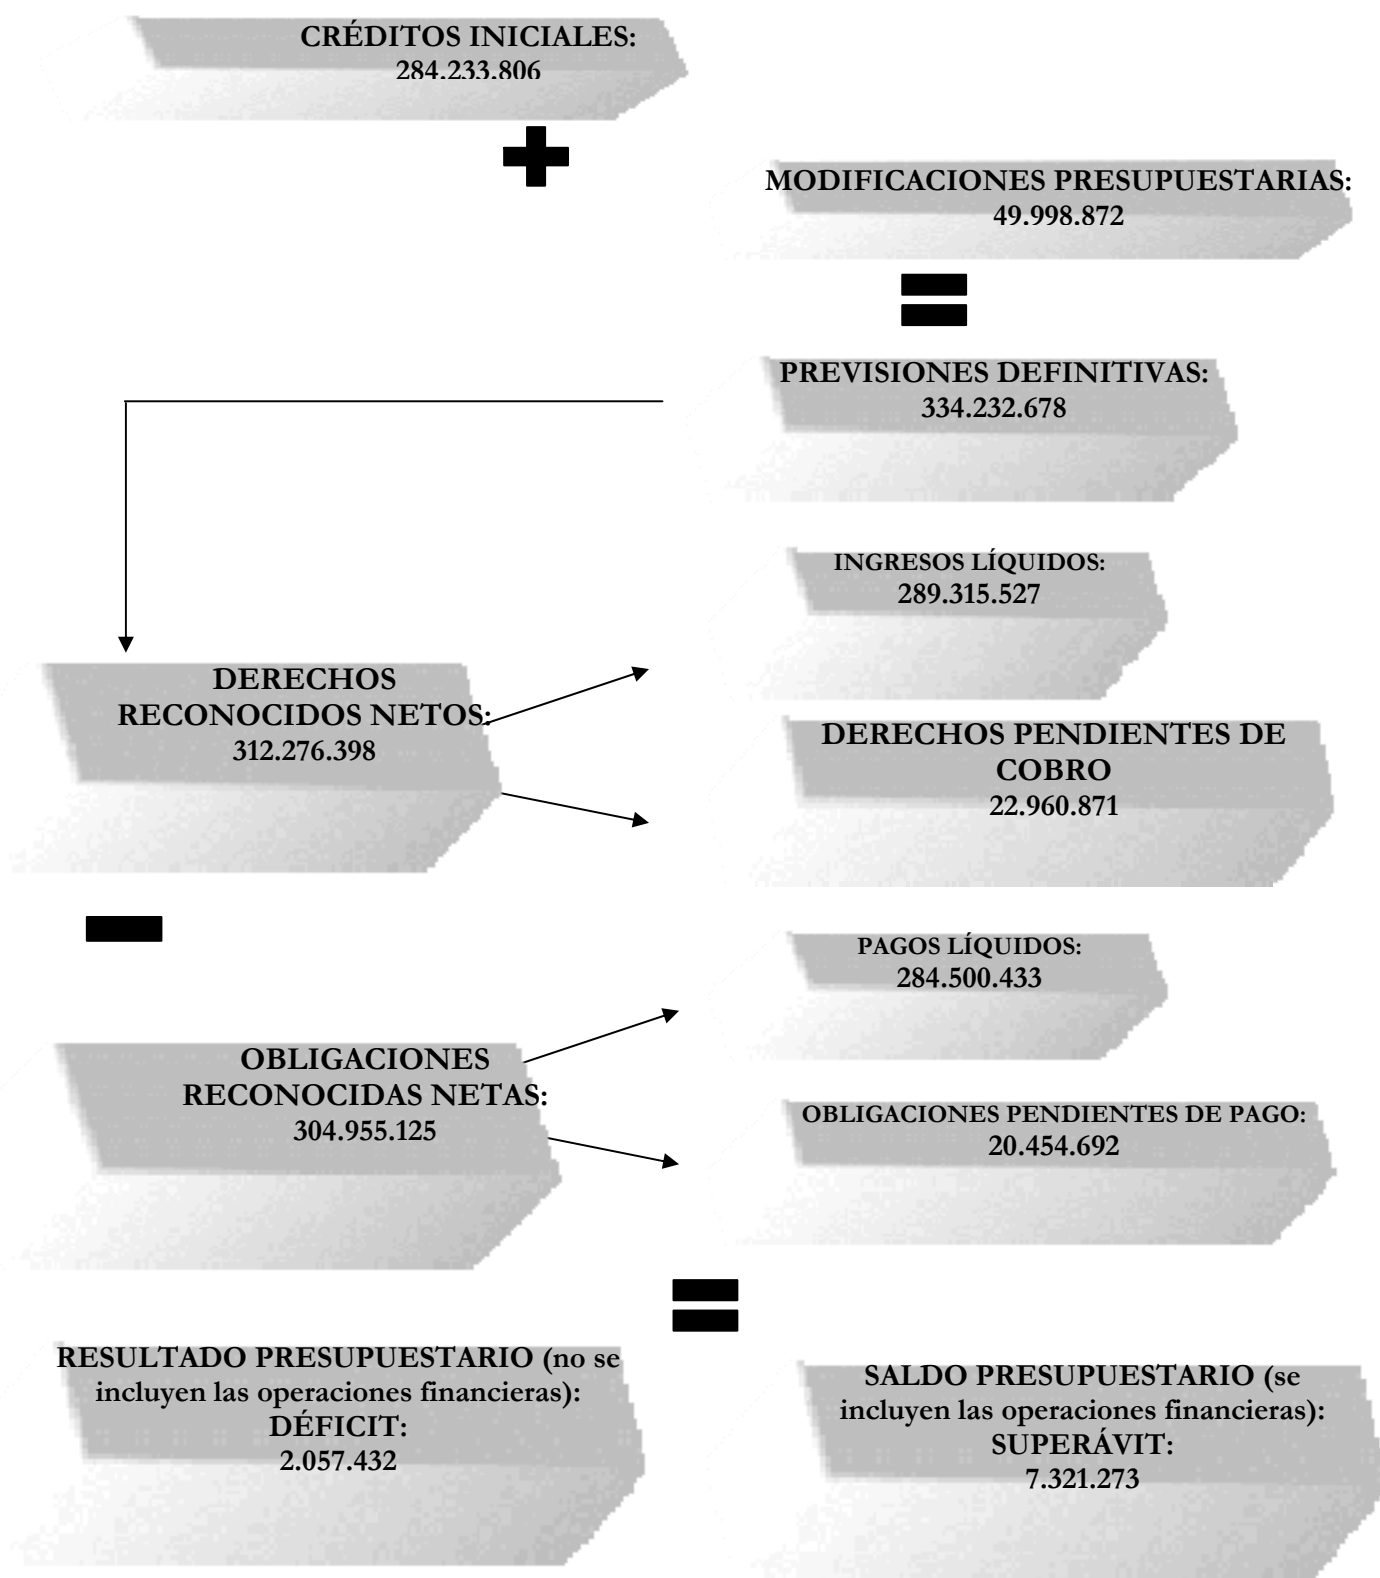 CRÉDITOS INICIALES:
284.233.806
MODIFICACIONES PRESUPUESTARIAS:
49.998.872
PREVISIONES DEFINITIVAS:
334.232.678
INGRESOS LÍQUIDOS:
289.315.527
DERECHOS
RECONOCIDOS NETOS:
312.276.398
DERECHOS PENDIENTES DE
COBRO
22.960.871
PAGOS LÍQUIDOS:
284.500.433
OBLIGACIONES
RECONOCIDAS NETAS:
304.955.125
OBLIGACIONES PENDIENTES DE PAGO:
20.454.692
RESULTADO PRESUPUESTARIO (no se
incluyen las operaciones financieras):
DÉFICIT:
2.057.432
SALDO PRESUPUESTARIO (se
incluyen las operaciones financieras):
SUPERÁVIT:
7.321.273